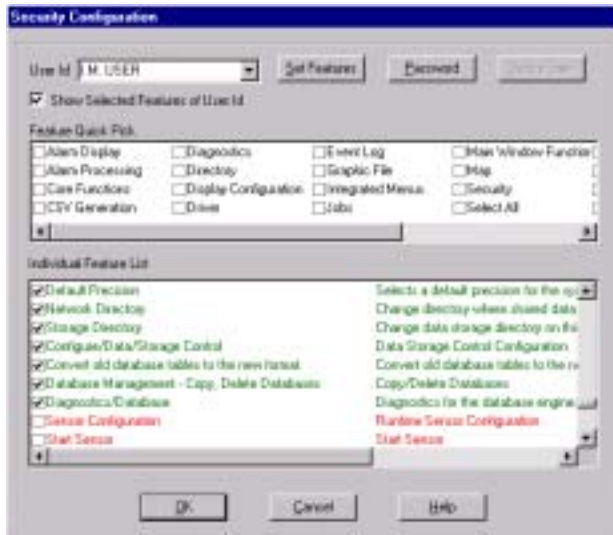 Security Configuration
User Id I M. USER Set Features Password
Show Selected Features of User Id
Feature Quick Pick
Alarm Display Diagnostics Event Log Main Window Function
Alarm Processing Directory Graphic File Map
Core Functions Display Configuration Integrated Menus Security
CSV Generation Driver Jobs Select All
Individual Feature List
Default Precision Selects a default precision for the sys
Network Directory Change directory where shared data
Storage Directory Change data storage directory on this
Configure/Data/Storage Control Data Storage Control Configuration
Convert old database tables to the new format. Convert old database tables to the ne
Database Management - Copy, Delete Databases Copy/Delete Databases
Diagnostics/Database Diagnostics for the database engine
Sensor Configuration Runtime Sensor Configuration
Start Sensor Start Sensor
OK Cancel Help